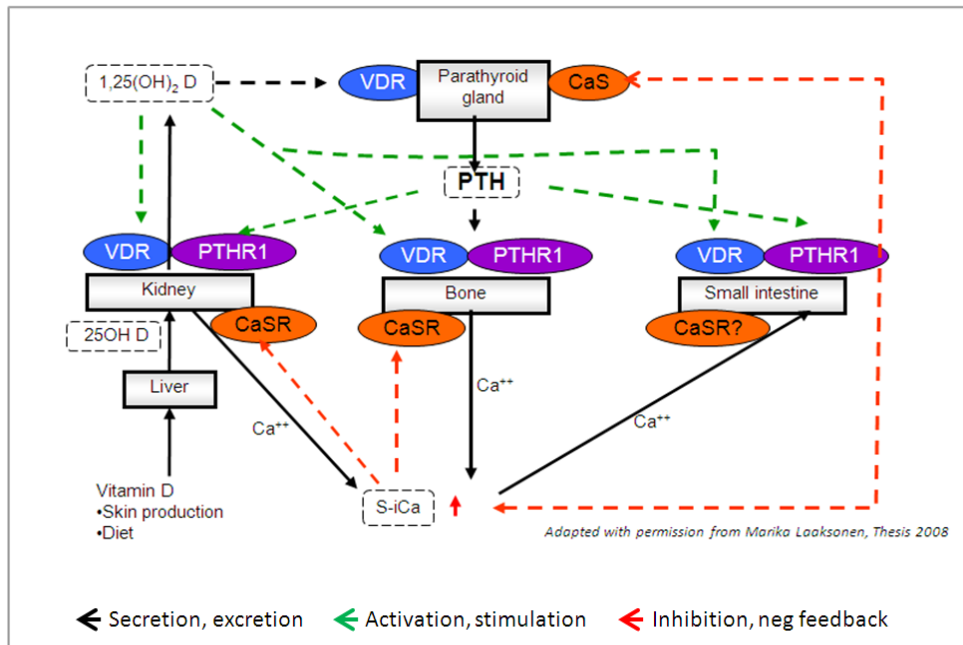 1,25(OH)₂ D
VDR
Parathyroid
gland
CaS
PTH
VDR
PTHR1
VDR
PTHR1
VDR
PTHR1
Kidney
Bone
Small intestine
CaSR
CaSR
CaSR?
25OH D
Liver
Ca⁺⁺
Ca⁺⁺
Ca⁺⁺
Vitamin D
•Skin production
•Diet
S-iCa
Adapted with permission from Marika Laaksonen, Thesis 2008
Secretion, excretion
Activation, stimulation
Inhibition, neg feedback